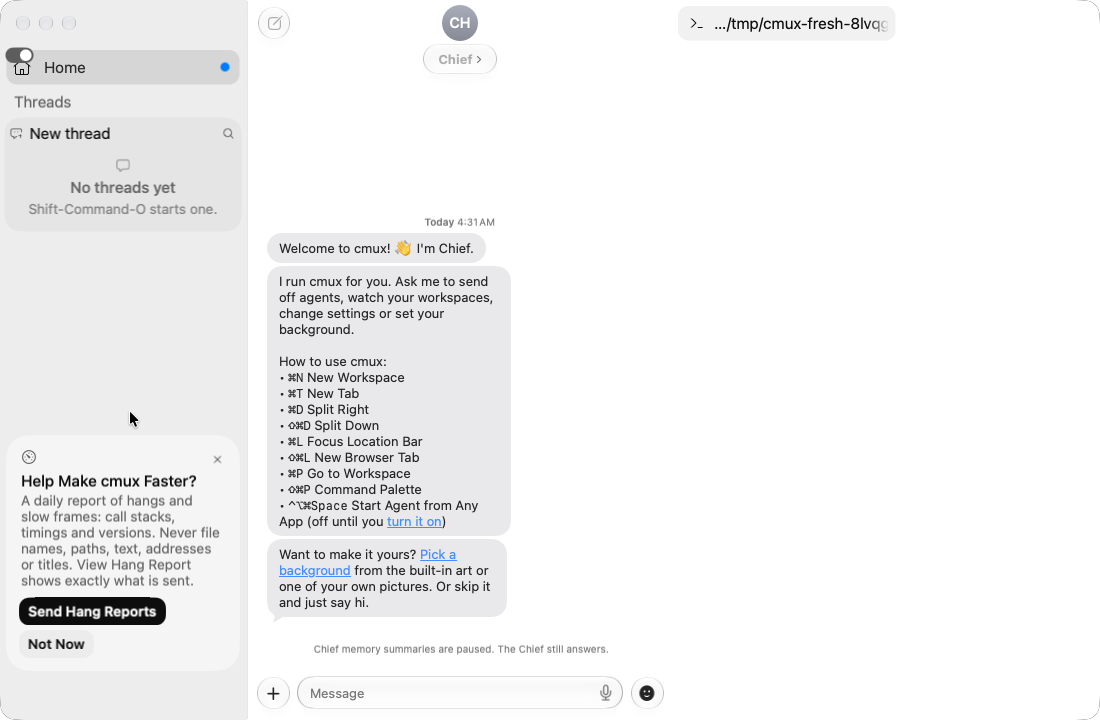 Home
Threads
New thread
No threads yet
Shift-Command-O starts one.
Help Make cmux Faster?
A daily report of hangs and
slow frames: call stacks,
timings and versions. Never file
names, paths, text, addresses
or titles. View Hang Report
shows exactly what is sent.
Send Hang Reports
Not Now
CH
Chief
Today 4:31 AM
Welcome to cmux! 👋 I'm Chief.
I run cmux for you. Ask me to send
off agents, watch your workspaces,
change settings or set your
background.
How to use cmux:
• ⌘N New Workspace
• ⌘T New Tab
• ⌘D Split Right
• ⇧⌘D Split Down
• ⌘L Focus Location Bar
• ⇧⌘L New Browser Tab
• ⌘P Go to Workspace
• ⇧⌘P Command Palette
• ^⌥⌘Space Start Agent from Any
App (off until you turn it on)
Want to make it yours? Pick a
background from the built-in art or
one of your own pictures. Or skip it
and just say hi.
Chief memory summaries are paused. The Chief still answers.
Message
>_ …/tmp/cmux-fresh-8lvqg